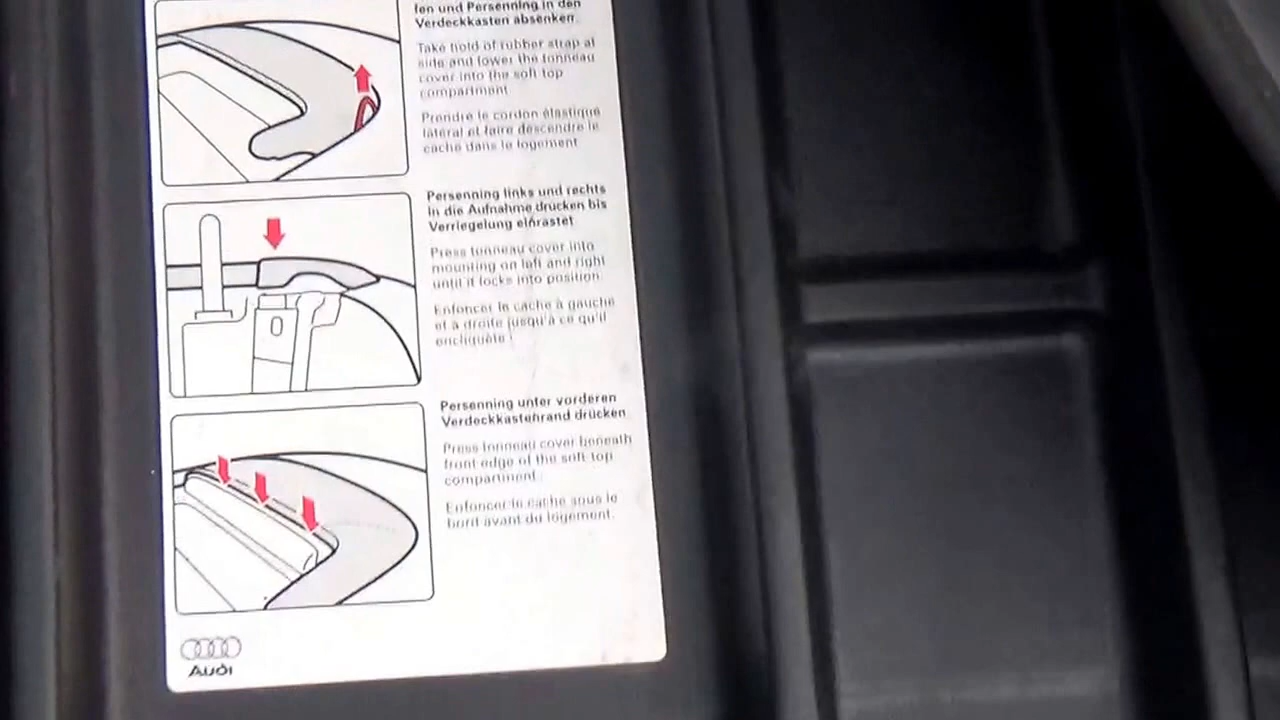 len und Persenning in den
Verdeckkasten absenken.
Take hold of rubber strap at
side and lower the tonneau
cover into the soft top
compartment
Prendre le cordon élastique
latéral et faire descendre le
cache dans le logement
Persenning links und rechts
in die Aufnahme drücken bis
Verriegelung einrastet
Press tonneau cover into
mounting on left and right
until it locks into position.
Enfoncer le cache à gauche
et à droite jusqu'à ce qu'il
encliquète !
Persenning unter vorderen
Verdeckkastenrand drücken
Press tonneau cover beneath
front edge of the soft top
compartment.
Enfoncer le cache sous le
bord avant du logement.
Audi